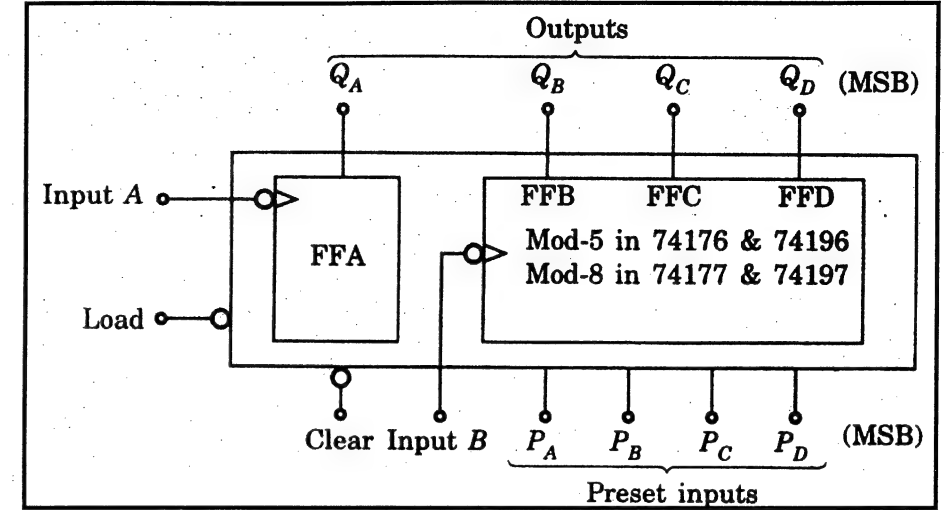 Outputs
Q_A Q_B Q_C Q_D (MSB)
Input A
FFB FFC FFD
FFA
Mod-5 in 74176 & 74196
Mod-8 in 74177 & 74197
Load
Clear Input B P_A P_B P_C P_D (MSB)
Preset inputs